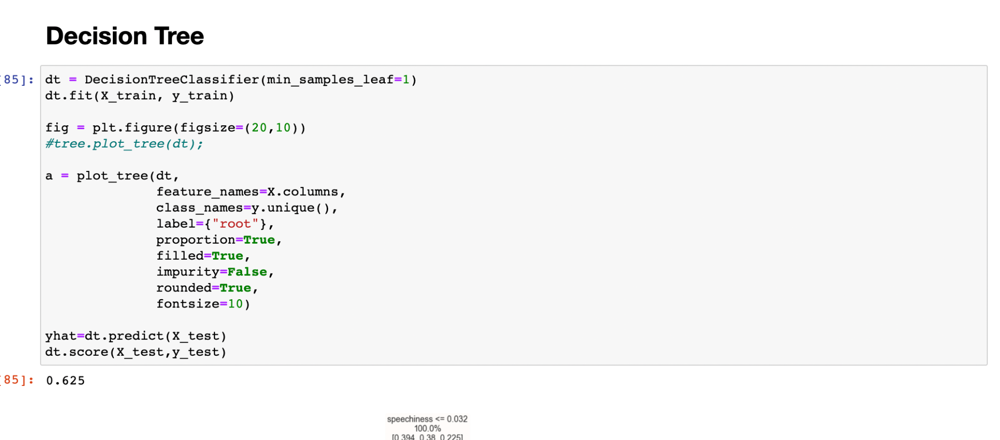 Decision Tree
[85]: dt = DecisionTreeClassifier(min_samples_leaf=1)
dt.fit(X_train, y_train)
fig = plt.figure(figsize=(20,10))
#tree.plot_tree(dt);
a = plot_tree(dt,
feature_names=X.columns,
class_names=y.unique(),
label={"root"},
proportion=True,
filled=True,
impurity=False,
rounded=True,
fontsize=10)
yhat=dt.predict(X_test)
dt.score(X_test,y_test)
[85]: 0.625
speechiness <= 0.032
100.0%
[0.394, 0.38, 0.225]